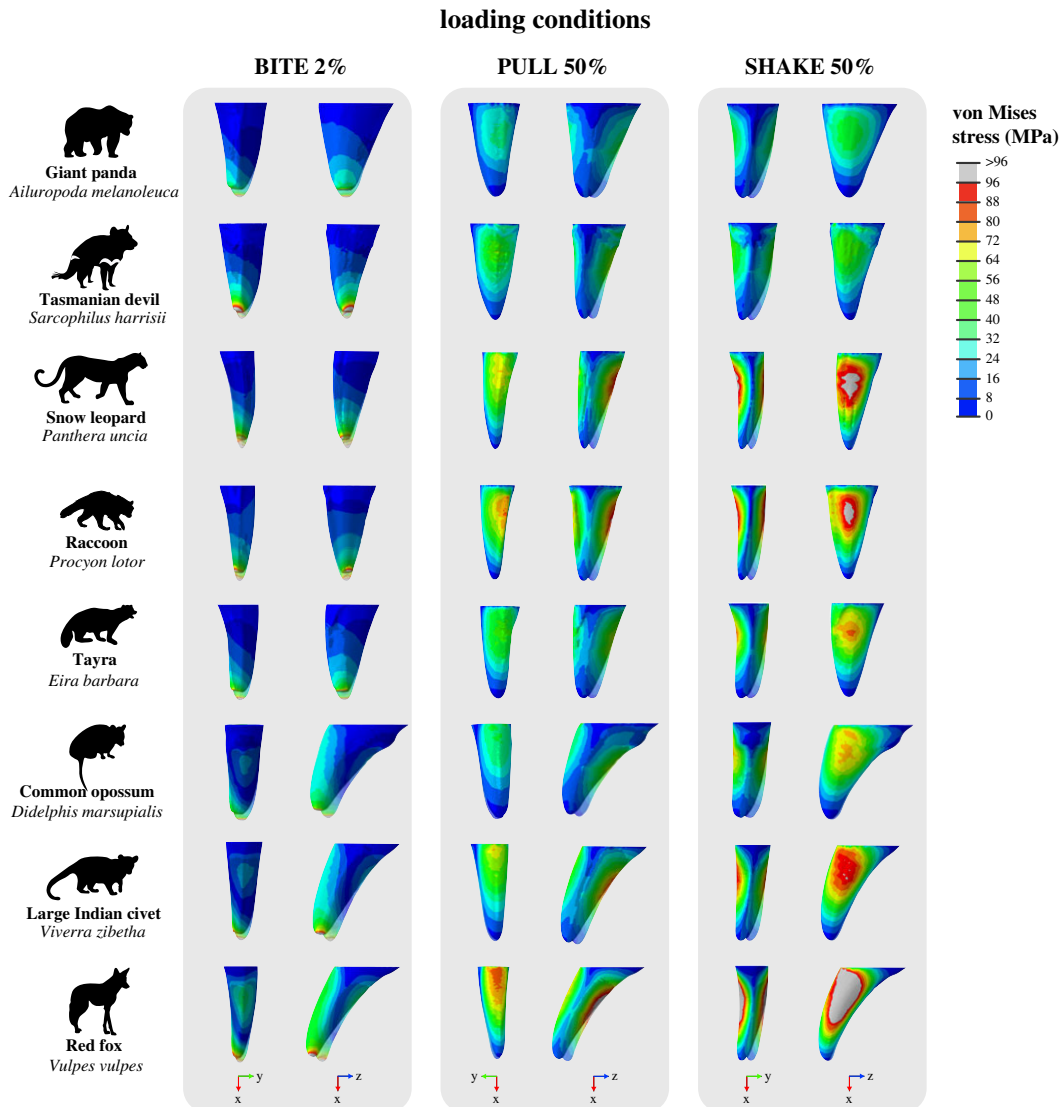 loading conditions
BITE 2%
PULL 50%
SHAKE 50%
von Mises
stress (MPa)
>96
96
88
80
72
64
56
48
40
32
24
16
8
0
Giant panda
Ailuropoda melanoleuca
Tasmanian devil
Sarcophilus harrisii
Snow leopard
Panthera uncia
Raccoon
Procyon lotor
Tayra
Eira barbara
Common opossum
Didelphis marsupialis
Large Indian civet
Viverra zibetha
Red fox
Vulpes vulpes
y
x
z
x
y
x
z
x
y
x
z
x